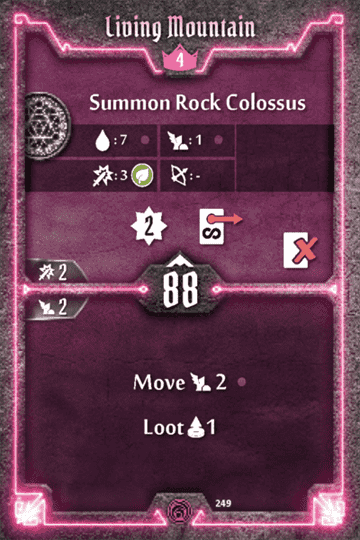 Living Mountain
4
Summon Rock Colossus
:7 :1
:3 :-
2
2
88
2
Move 2
Loot 1
249